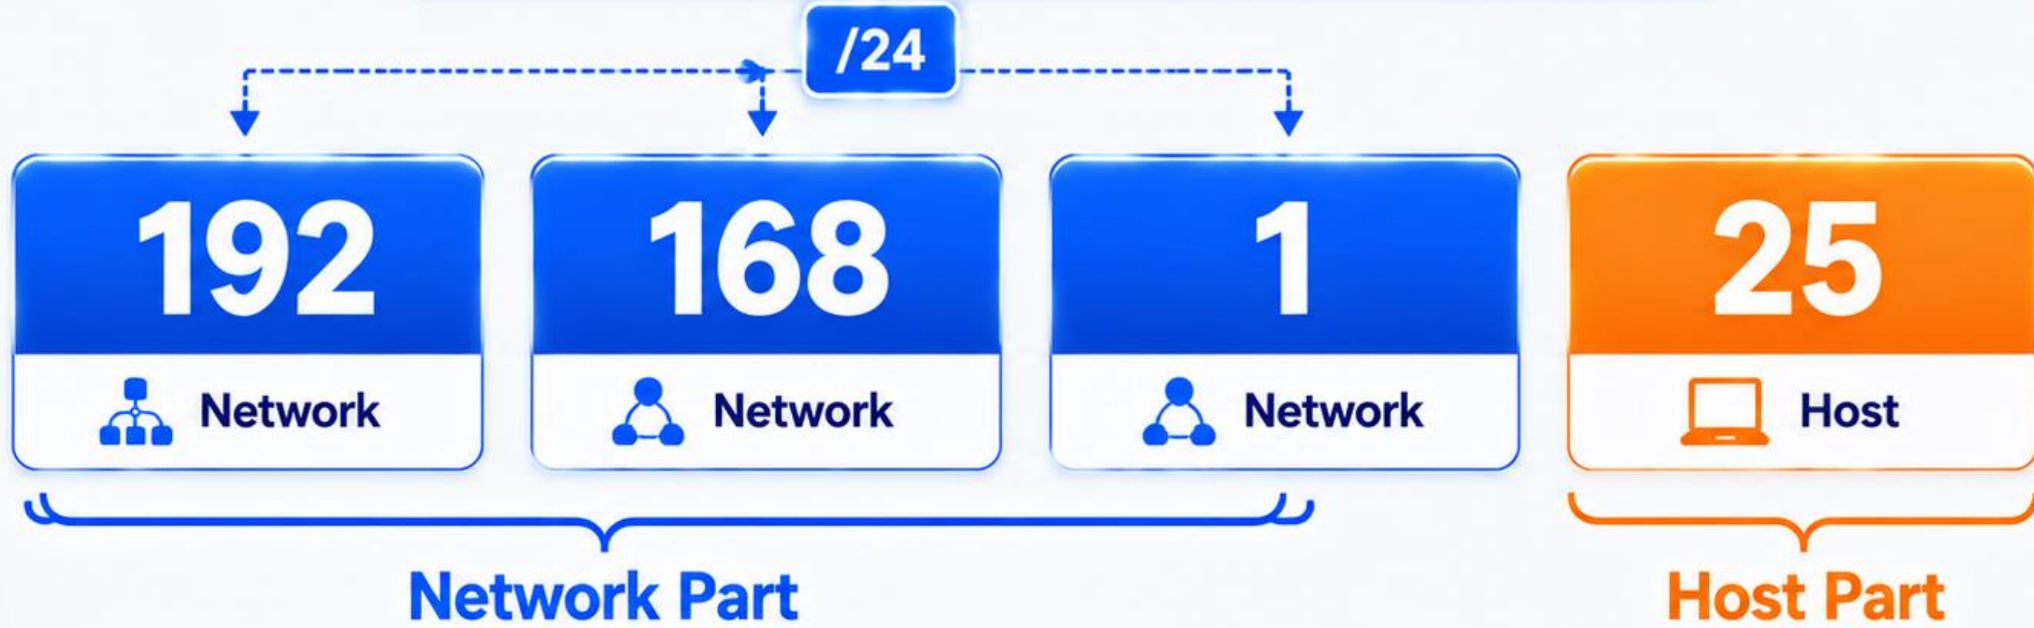 /24
192 168 1 25
Network Network Network Host
Network Part Host Part